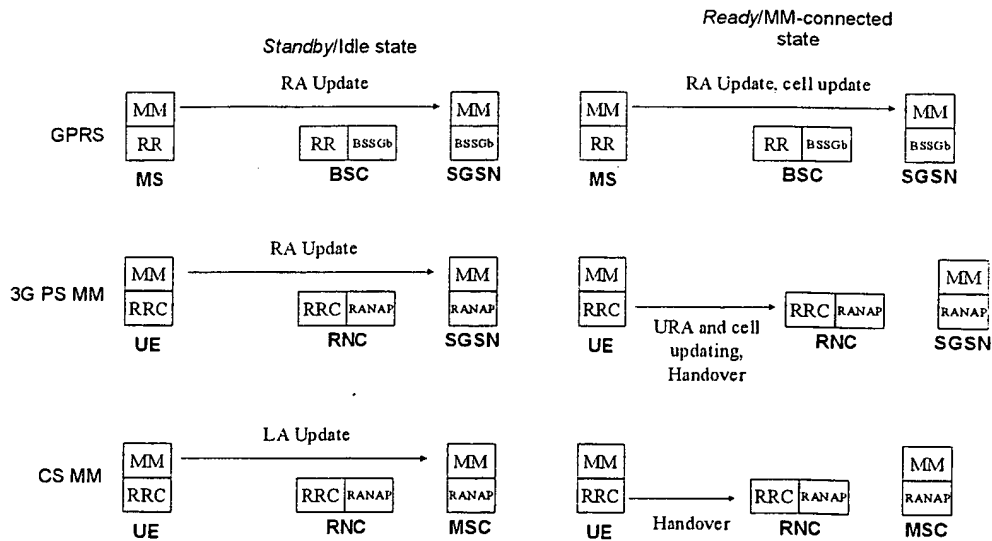 Standby/Idle state
Ready/MM-connected
state
GPRS
RA Update
MM
RR
MS
RR BSSGb
BSC
MM
BSSGb
SGSN
RA Update, cell update
MM
RR
MS
RR BSSGb
BSC
MM
BSSGb
SGSN
3G PS MM
RA Update
MM
RRC
UE
RRC RANAP
RNC
MM
RANAP
SGSN
MM
RRC
UE
URA and cell
updating,
Handover
RRC RANAP
RNC
MM
RANAP
SGSN
CS MM
LA Update
MM
RRC
UE
RRC RANAP
RNC
MM
RANAP
MSC
MM
RRC
UE
Handover
RRC RANAP
RNC
MM
RANAP
MSC